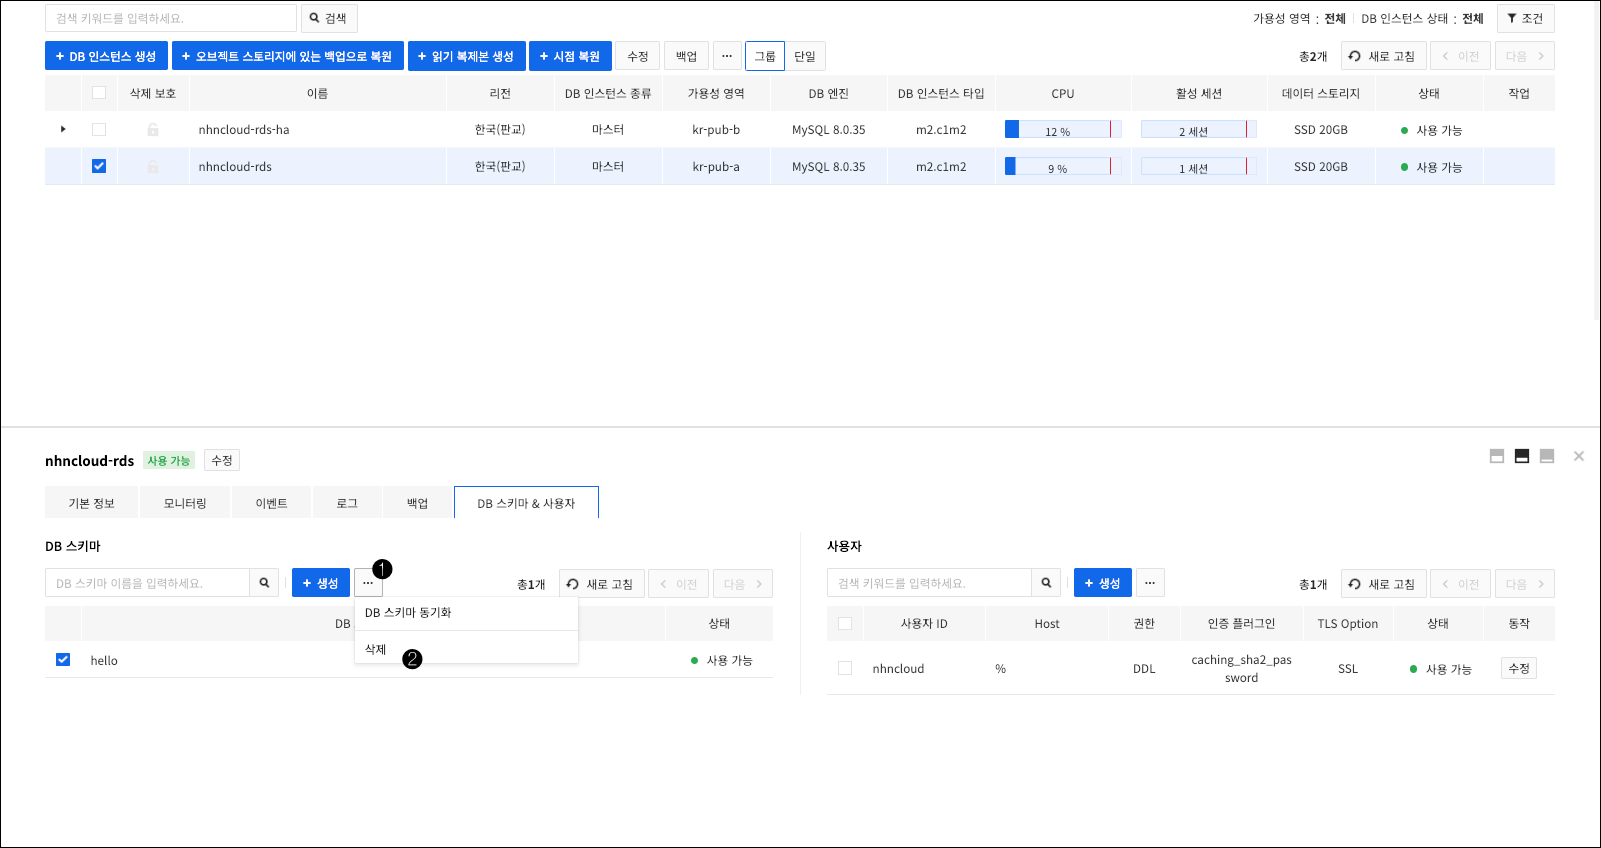 검색 키워드를 입력하세요. 검색 가용성 영역 : 전체 DB 인스턴스 상태 : 전체 조건
+ DB 인스턴스 생성 + 오브젝트 스토리지에 있는 백업으로 복원 + 읽기 복제본 생성 + 시점 복원 수정 백업 ... 그룹 단일 총2개 새로 고침 < 이전 다음 >
삭제 보호 이름 리전 DB 인스턴스 종류 가용성 영역 DB 엔진 DB 인스턴스 타입 CPU 활성 세션 데이터 스토리지 상태 작업
nhncloud-rds-ha 한국(판교) 마스터 kr-pub-b MySQL 8.0.35 m2.c1m2 12 % 2 세션 SSD 20GB 사용 가능
nhncloud-rds 한국(판교) 마스터 kr-pub-a MySQL 8.0.35 m2.c1m2 9 % 1 세션 SSD 20GB 사용 가능
nhncloud-rds 사용 가능 수정
기본 정보 모니터링 이벤트 로그 백업 DB 스키마 & 사용자
DB 스키마
DB 스키마 이름을 입력하세요. + 생성 ... 1 총1개 새로 고침 < 이전 다음 >
DB 스키마 동기화
삭제 2
DB 상태
hello 사용 가능
사용자
검색 키워드를 입력하세요. + 생성 ... 총1개 새로 고침 < 이전 다음 >
사용자 ID Host 권한 인증 플러그인 TLS Option 상태 동작
nhncloud % DDL caching_sha2_pas SSL 사용 가능 수정
sword